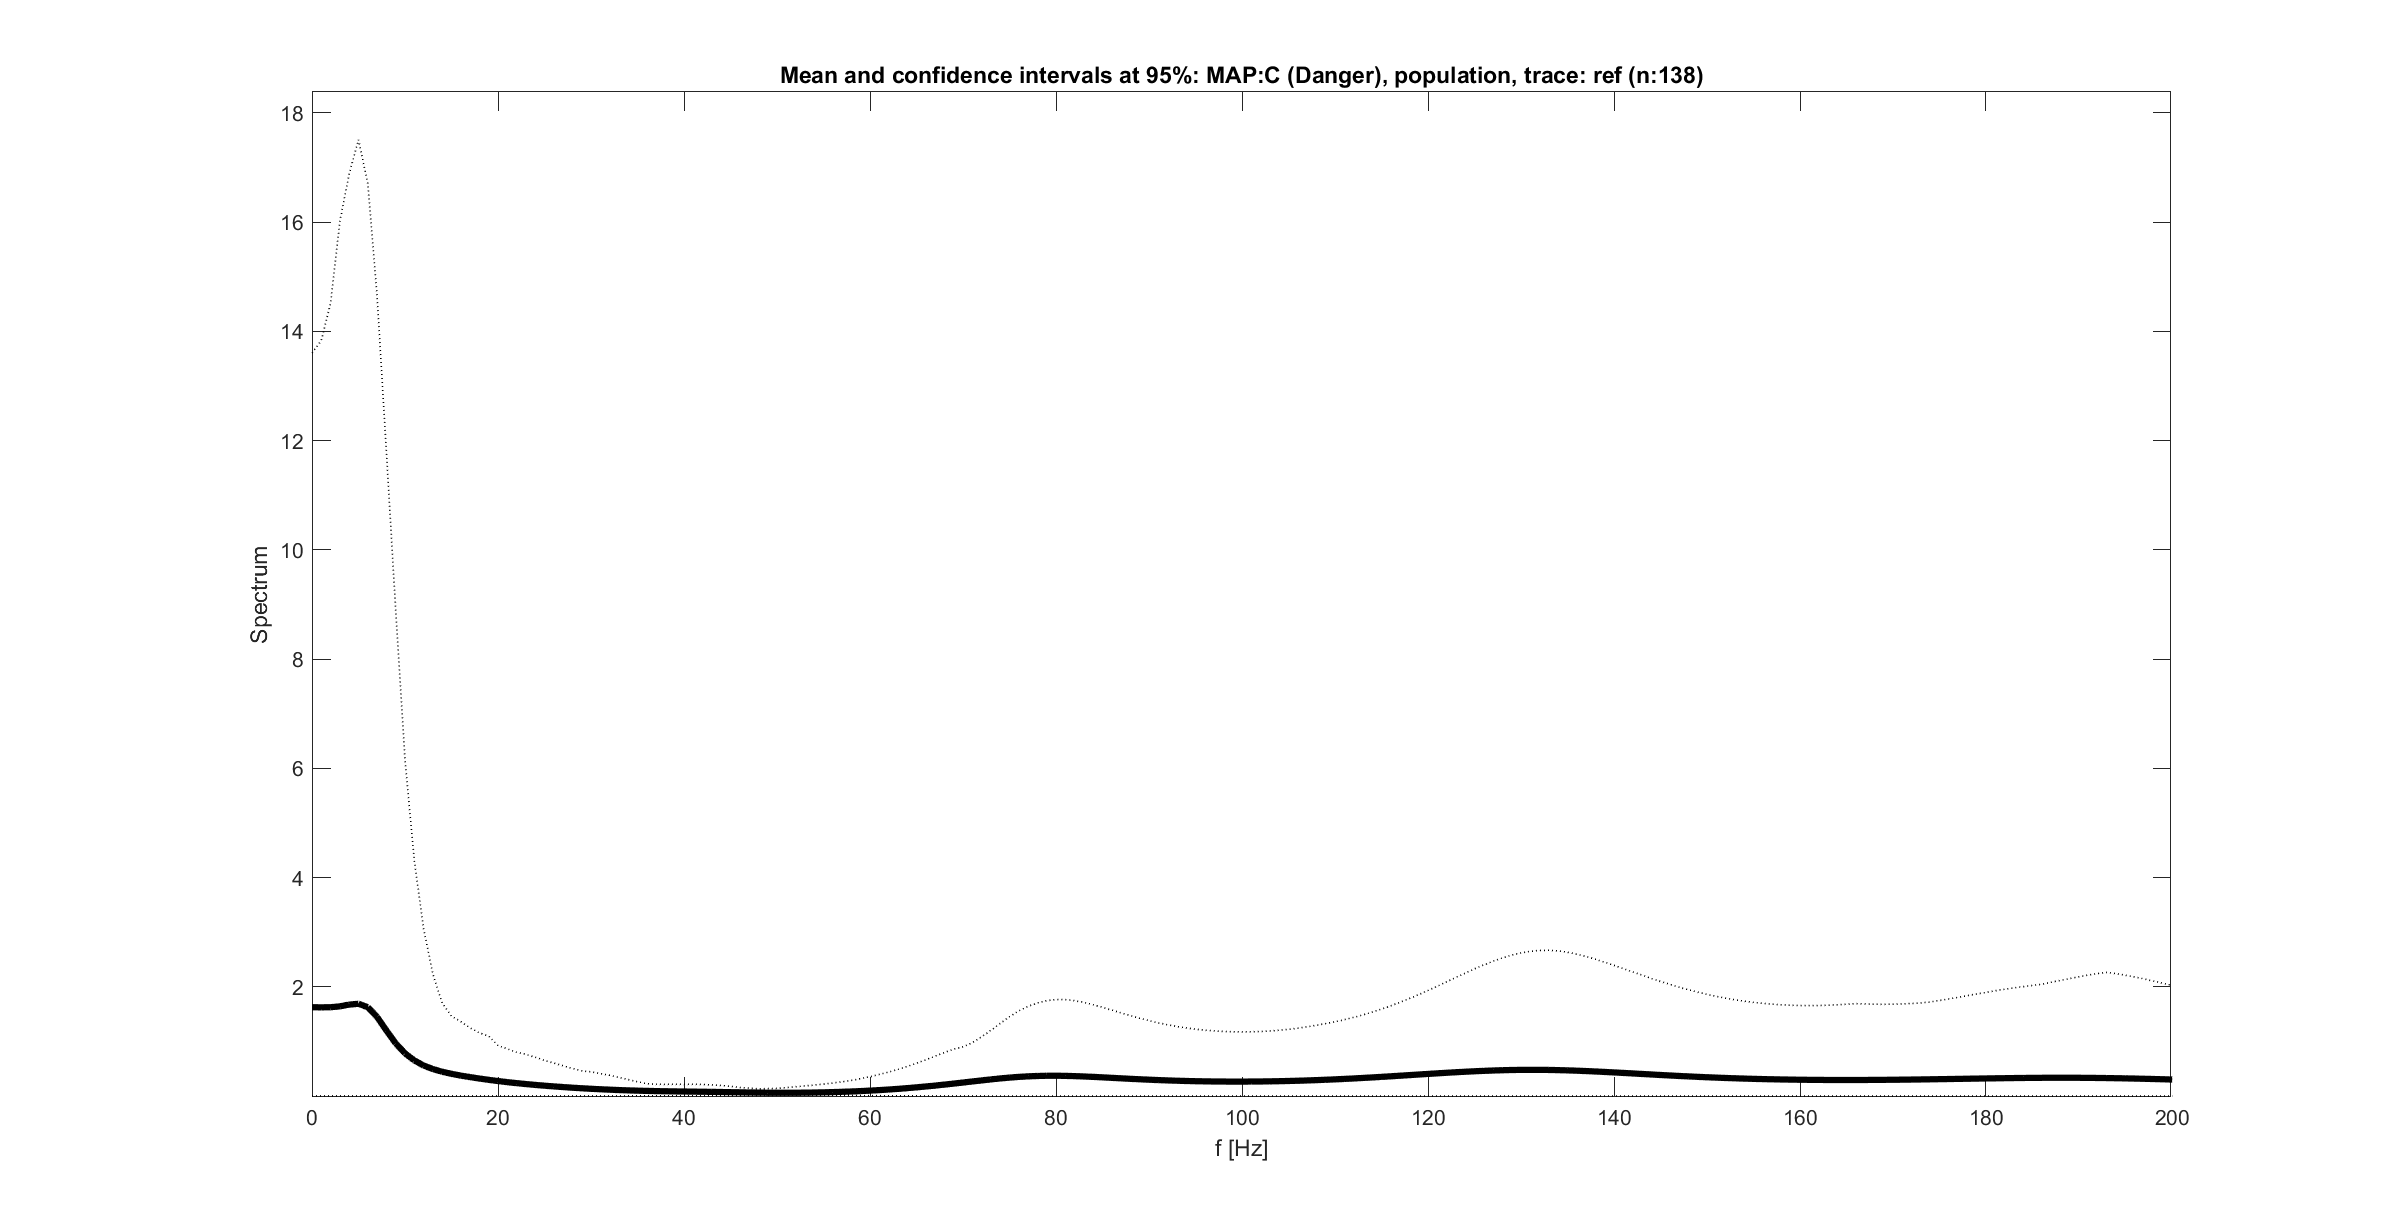 Mean and confidence intervals at 95%: MAP:C (Danger), population, trace: ref (n:138)
18
16
14
12
10
8
6
4
2
Spectrum
0 20 40 60 80 100 120 140 160 180 200
f [Hz]